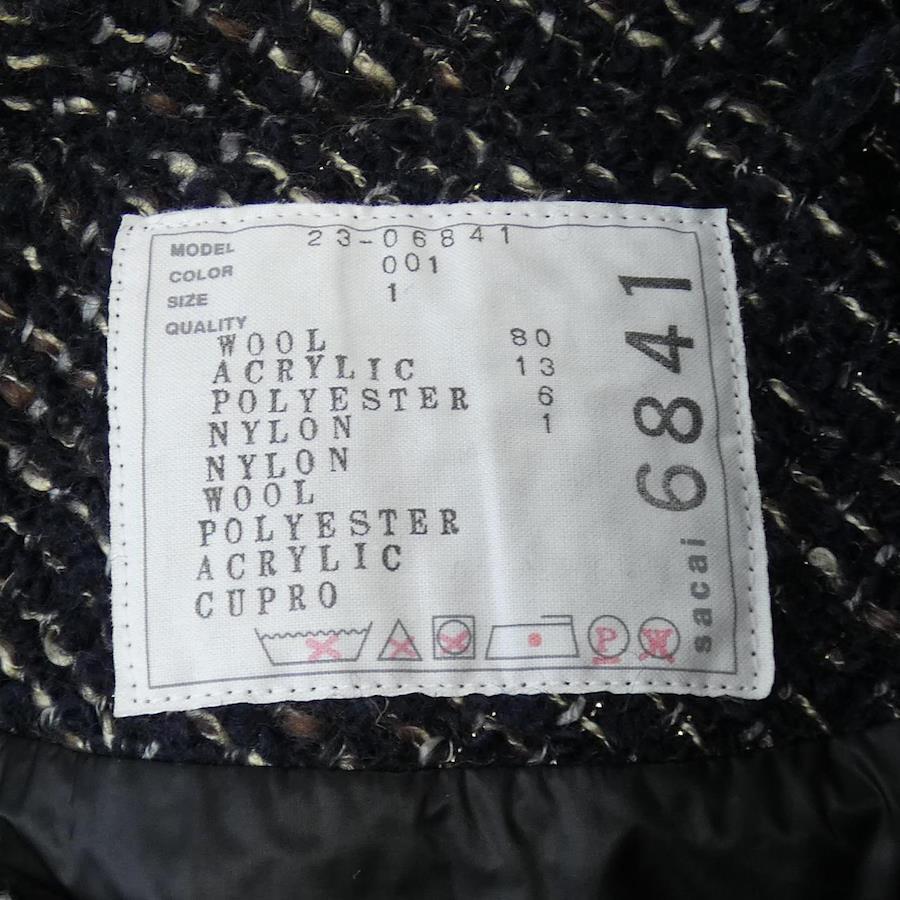 MODEL 23-06841
COLOR 001
SIZE 1
QUALITY
WOOL 80
ACRYLIC 13
POLYESTER 6
NYLON 1
NYLON
WOOL
POLYESTER
ACRYLIC
CUPRO
P W
sacai 6841